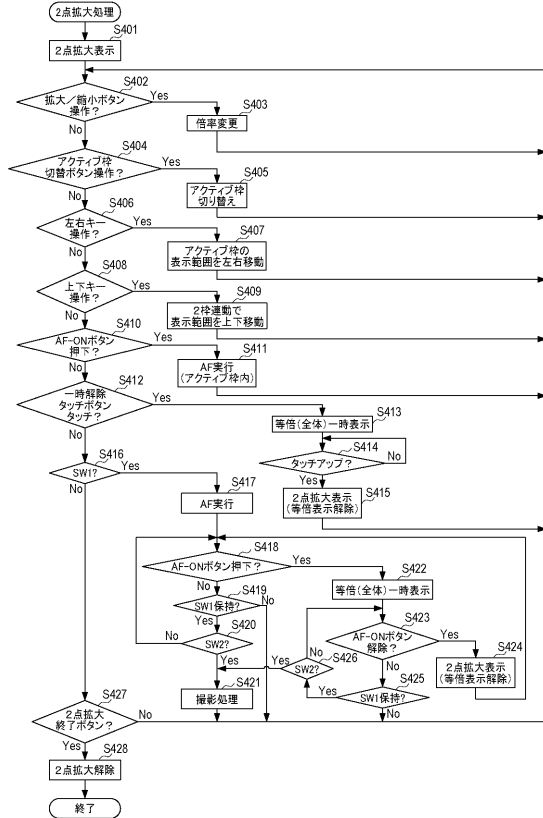 2点拡大処理
S401
2点拡大表示
S402
拡大／縮小ボタン
操作？
Yes
S403
倍率変更
No
S404
アクティブ枠
切替ボタン操作？
Yes
S405
アクティブ枠
切り替え
No
S406
左右キー
操作？
Yes
S407
アクティブ枠の
表示範囲を左右移動
No
S408
上下キー
操作？
Yes
S409
2枠連動で
表示範囲を上下移動
No
S410
AF-ONボタン
押下？
Yes
S411
AF実行
(アクティブ枠内)
No
S412
一時解除
タッチボタン
タッチ？
Yes
S413
等倍(全体)一時表示
S414
タッチアップ？
No
Yes
S415
2点拡大表示
(等倍表示解除)
No
S416
SW1?
Yes
S417
AF実行
No
S418
AF-ONボタン押下？
Yes
S422
等倍(全体)一時表示
No
S419
SW1保持？
No
Yes
S420
SW2?
No
Yes
S423
AF-ONボタン
解除？
Yes
S424
2点拡大表示
(等倍表示解除)
No
S425
SW1保持？
Yes
No
S426
SW2?
No
Yes
S421
撮影処理
S427
2点拡大
終了ボタン？
No
Yes
S428
2点拡大解除
終了